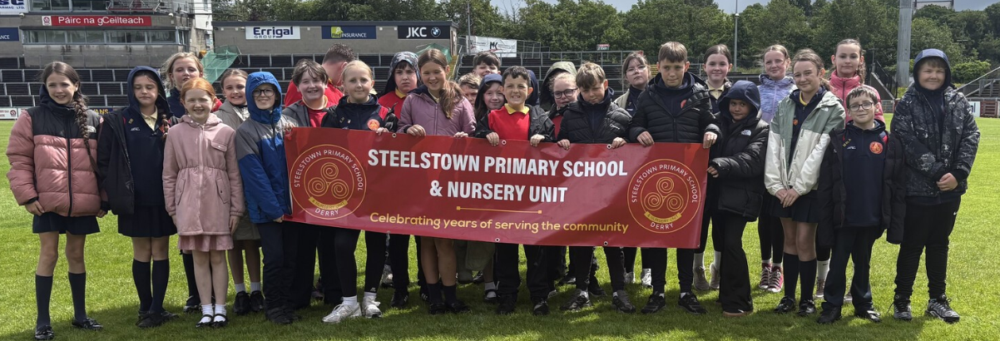 Páirc na gCeilteach
Errigal
INSURANCE
JKC
STEELSTOWN PRIMARY SCHOOL
DERRY
STEELSTOWN PRIMARY SCHOOL
& NURSERY UNIT
Celebrating years of serving the community
STEELSTOWN PRIMARY SCHOOL
DERRY